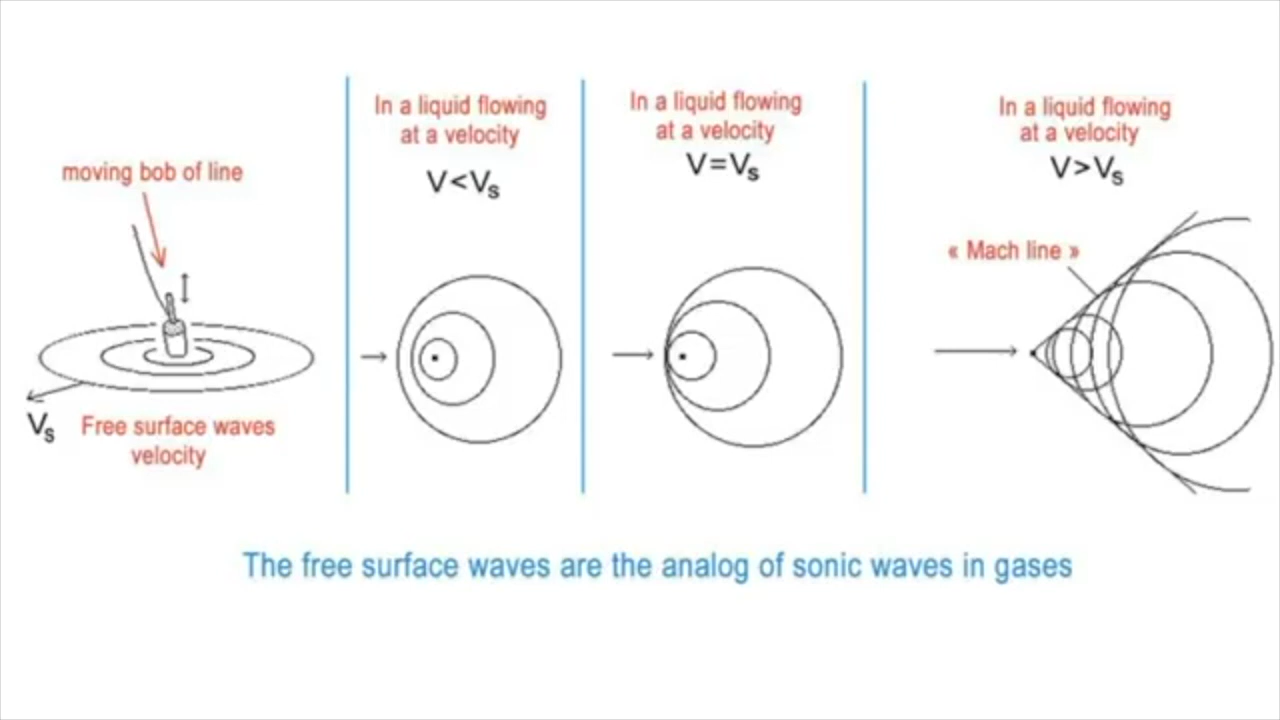 moving bob of line
Vs
Free surface waves
velocity
In a liquid flowing
at a velocity
V<Vs
In a liquid flowing
at a velocity
V=Vs
In a liquid flowing
at a velocity
V>Vs
« Mach line »
The free surface waves are the analog of sonic waves in gases